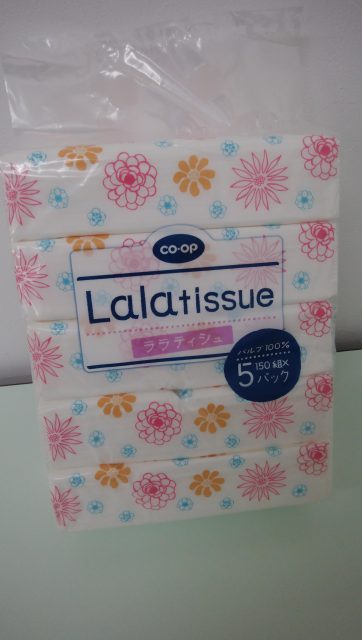 co·op
Lalatissue
ララティシュ
パルプ100%
150組×
5パック